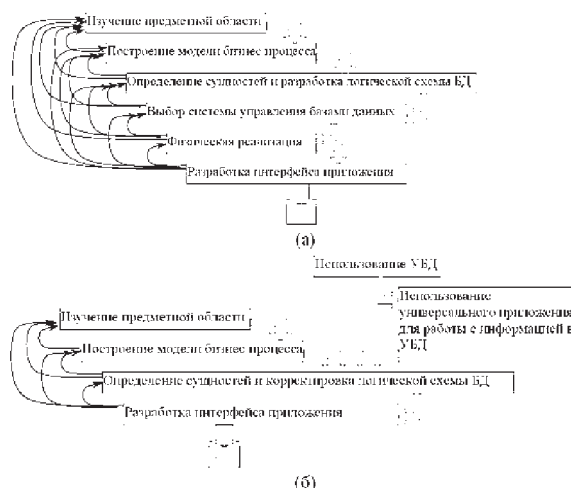 Изучение предметной области
Построение модели бизнес процесса
Определение сущностей и разработка логической схемы БД
Выбор системы управления базами данных
Физическая реализация
Разработка интерфейса приложения
(а)
Использование УБД
Использование
универсального приложения
для работы с информацией в
УБД
Изучение предметной области
Построение модели бизнес процесса
Определение сущностей и корректировка логической схемы БД
Разработка интерфейса приложения
(б)